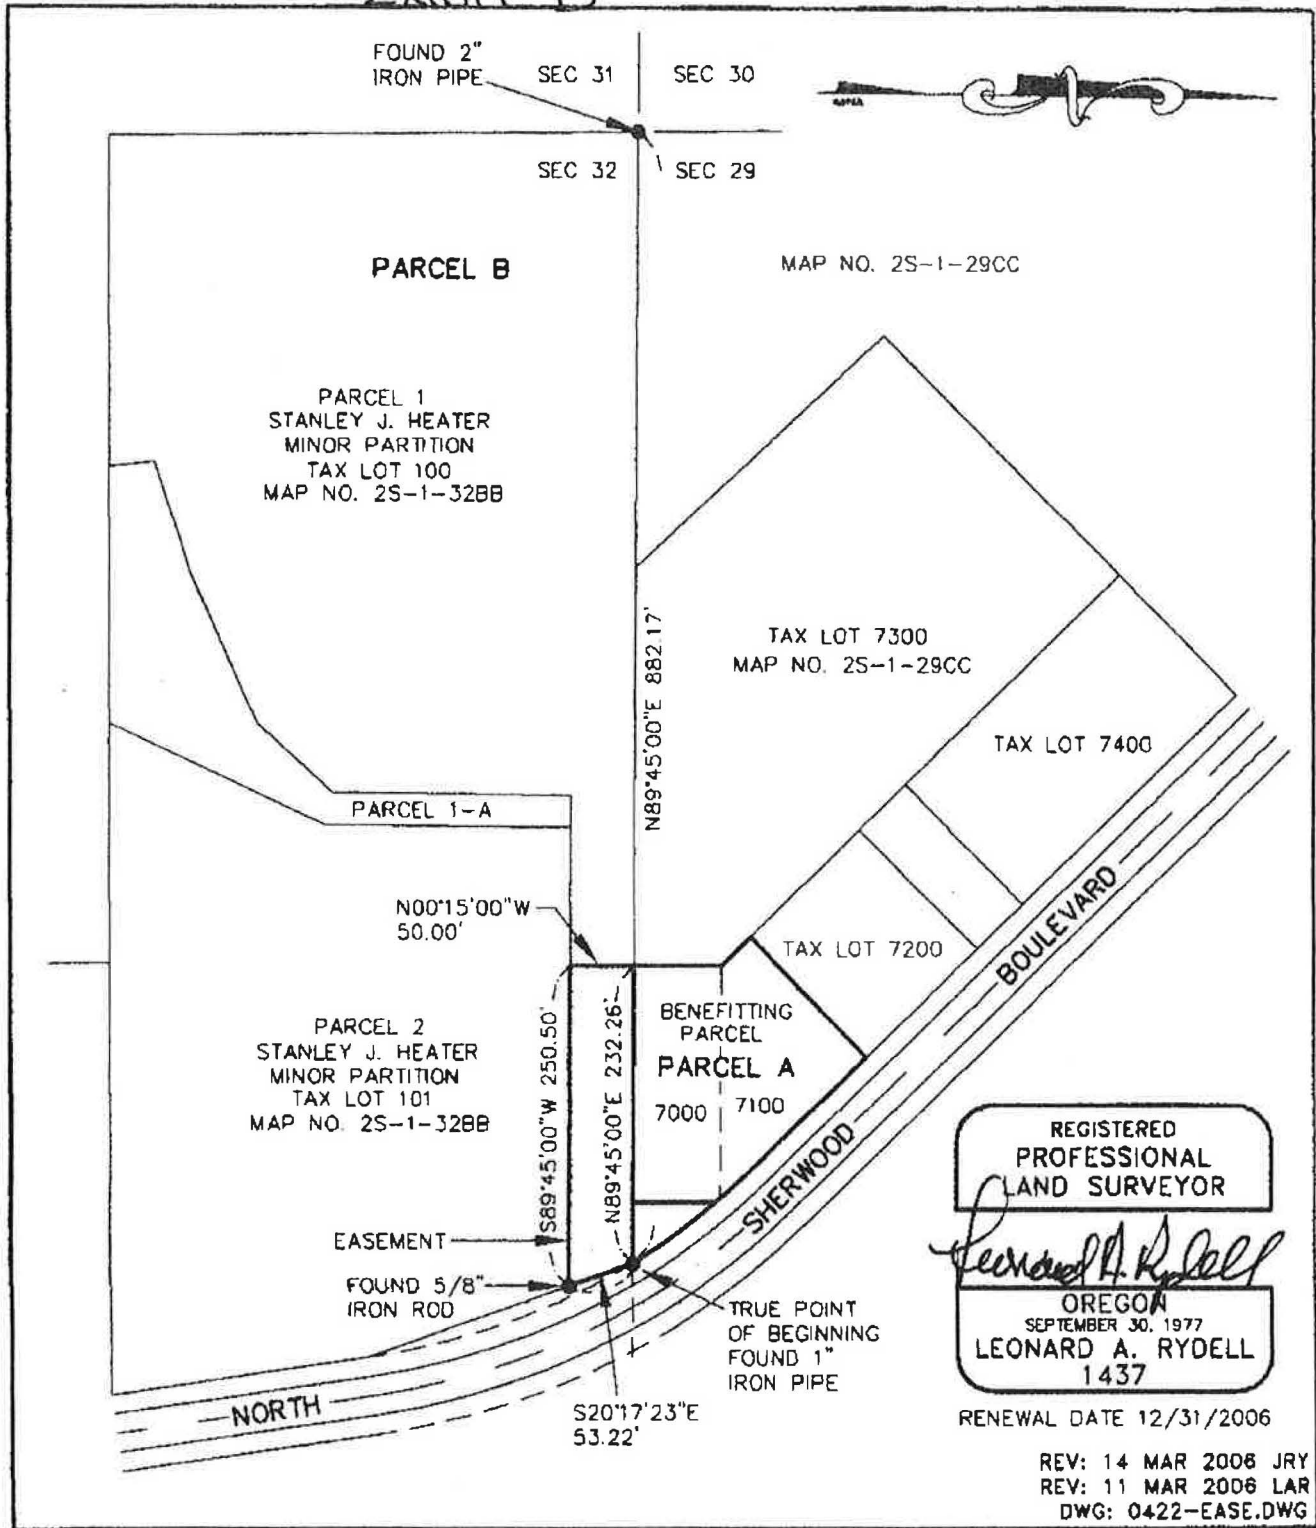 FOUND 2"
IRON PIPE
SEC 31
SEC 30
SEC 32
SEC 29
PARCEL B
MAP NO. 2S-1-29CC
PARCEL 1
STANLEY J. HEATER
MINOR PARTITION
TAX LOT 100
MAP NO. 2S-1-32BB
N89°45'00"E 882.17'
TAX LOT 7300
MAP NO. 2S-1-29CC
TAX LOT 7400
PARCEL 1-A
N00°15'00"W
50.00'
TAX LOT 7200
PARCEL 2
STANLEY J. HEATER
MINOR PARTITION
TAX LOT 101
MAP NO. 2S-1-32BB
S89°45'00"W 250.50'
N89°45'00"E 232.26'
BENEFITTING
PARCEL
PARCEL A
7000
7100
NORTH
SHERWOOD
BOULEVARD
EASEMENT
FOUND 5/8"
IRON ROD
TRUE POINT
OF BEGINNING
FOUND 1"
IRON PIPE
S20°17'23"E
53.22'
REGISTERED
PROFESSIONAL
LAND SURVEYOR
Leonard A. Rydell
OREGON
SEPTEMBER 30, 1977
LEONARD A. RYDELL
1437
RENEWAL DATE 12/31/2006
REV: 14 MAR 2006 JRY
REV: 11 MAR 2006 LAR
DWG: 0422-EASE.DWG